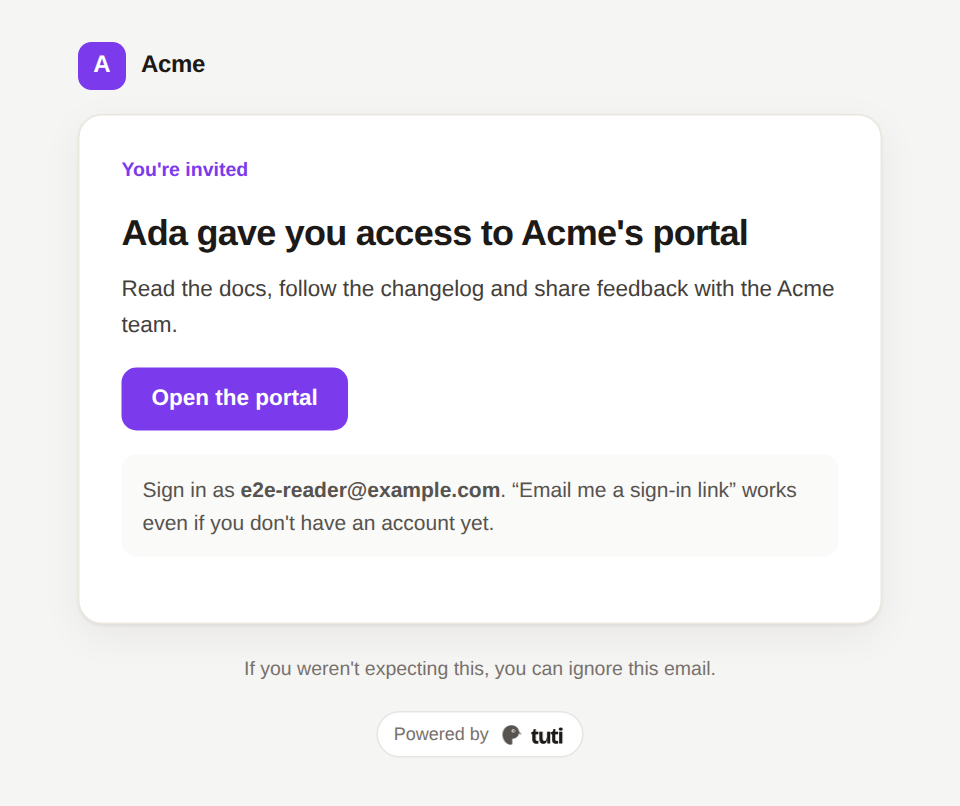 A Acme
You're invited
Ada gave you access to Acme's portal
Read the docs, follow the changelog and share feedback with the Acme
team.
Open the portal
Sign in as e2e-reader@example.com. “Email me a sign-in link” works
even if you don't have an account yet.
If you weren't expecting this, you can ignore this email.
Powered by tuti